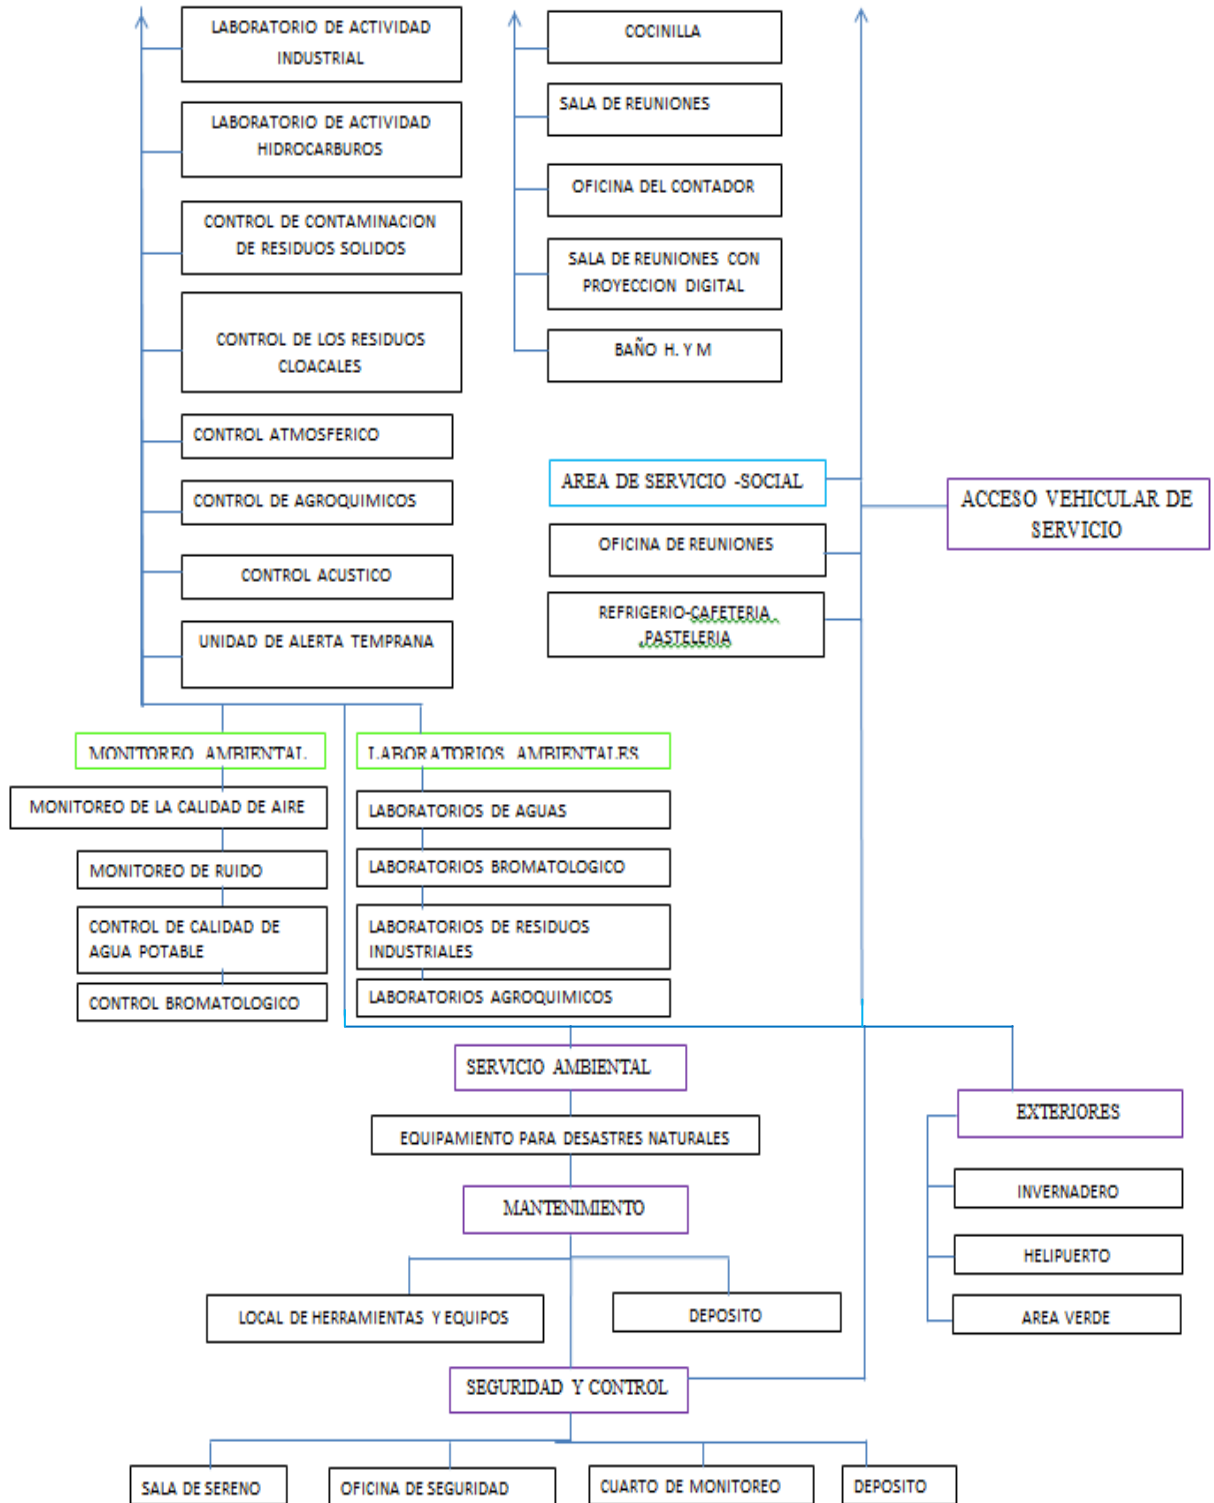 LABORATORIO DE ACTIVIDAD
INDUSTRIAL
LABORATORIO DE ACTIVIDAD
HIDROCARBUROS
CONTROL DE CONTAMINACION
DE RESIDUOS SOLIDOS
CONTROL DE LOS RESIDUOS
CLOACALES
CONTROL ATMOSFERICO
CONTROL DE AGROQUIMICOS
CONTROL ACUSTICO
UNIDAD DE ALERTA TEMPRANA
COCINILLA
SALA DE REUNIONES
OFICINA DEL CONTADOR
SALA DE REUNIONES CON
PROYECCION DIGITAL
BAÑO H. Y M
AREA DE SERVICIO -SOCIAL
OFICINA DE REUNIONES
REFRIGERIO-CAFETERIA ,
,PASTELERIA
ACCESO VEHICULAR DE
SERVICIO
MONITOREO AMBIENTAL
MONITOREO DE LA CALIDAD DE AIRE
MONITOREO DE RUIDO
CONTROL DE CALIDAD DE
AGUA POTABLE
CONTROL BROMATOLOGICO
LABORATORIOS AMBIENTALES
LABORATORIOS DE AGUAS
LABORATORIOS BROMATOLOGICO
LABORATORIOS DE RESIDUOS
INDUSTRIALES
LABORATORIOS AGROQUIMICOS
SERVICIO AMBIENTAL
EQUIPAMIENTO PARA DESASTRES NATURALES
MANTENIMIENTO
LOCAL DE HERRAMIENTAS Y EQUIPOS
DEPOSITO
EXTERIORES
INVERNADERO
HELIPUERTO
AREA VERDE
SEGURIDAD Y CONTROL
SALA DE SERENO
OFICINA DE SEGURIDAD
CUARTO DE MONITOREO
DEPOSITO